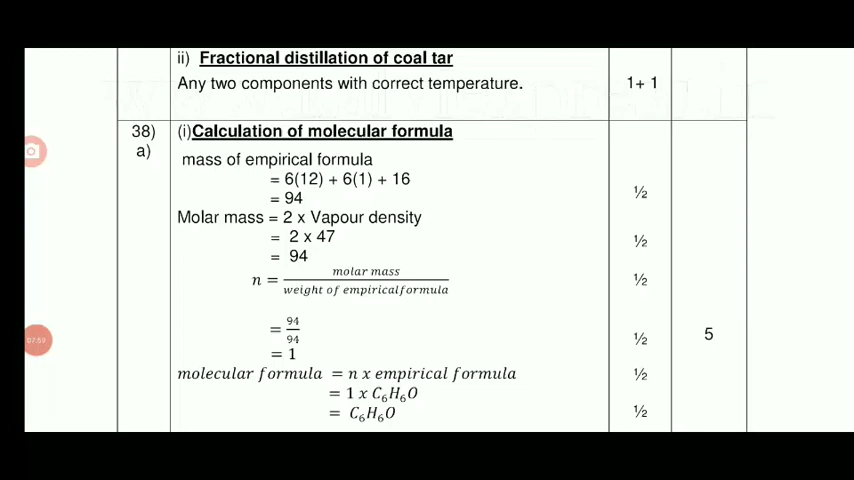 ii) Fractional distillation of coal tar
Any two components with correct temperature. 1+ 1
38) (i)Calculation of molecular formula
a)
mass of empirical formula
= 6(12) + 6(1) + 16
= 94 ½
Molar mass = 2 x Vapour density
= 2 x 47 ½
= 94
n = molar mass / weight of empiricalformula ½
= 94/94 ½ 5
= 1
molecular formula = n x empirical formula ½
= 1 x C₆H₆O
= C₆H₆O ½